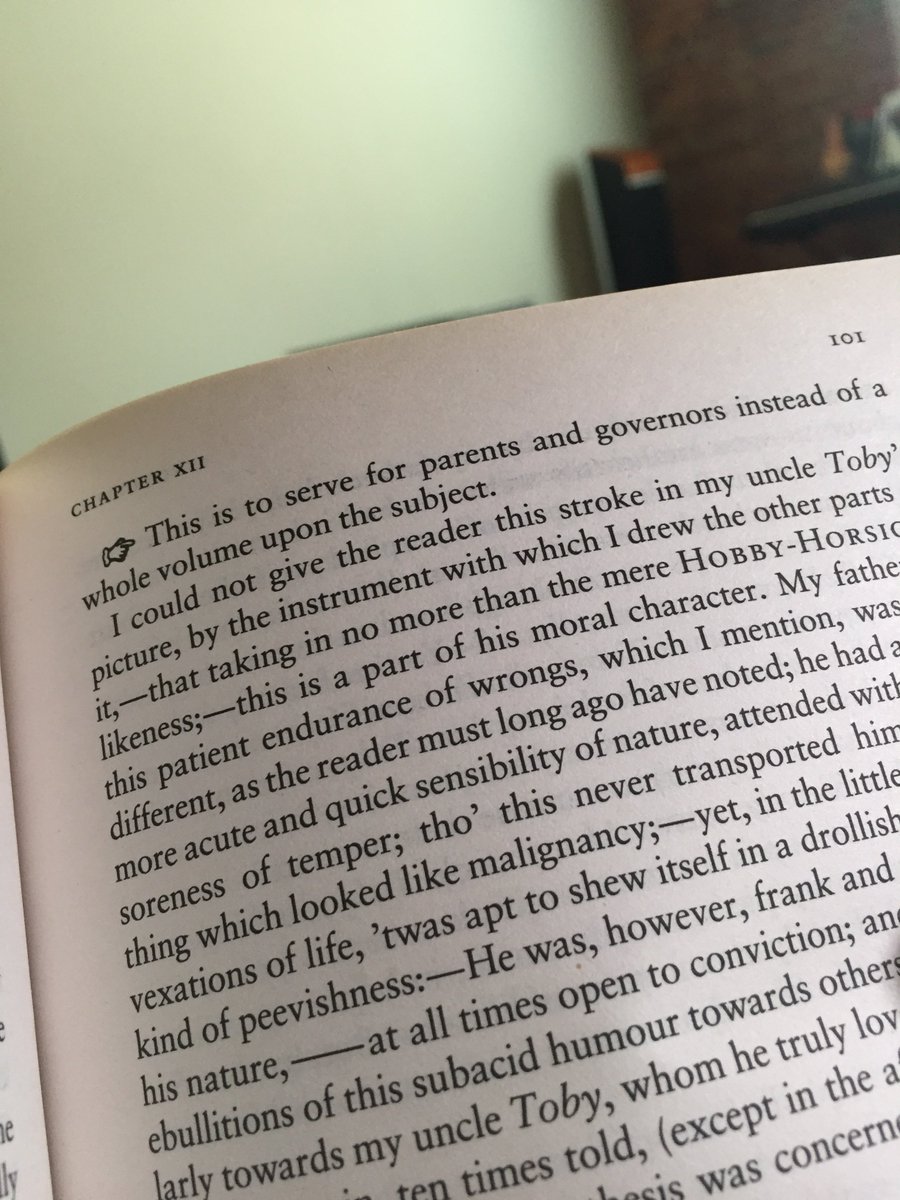 101
CHAPTER XII
☞ This is to serve for parents and governors instead of a
whole volume upon the subject.
I could not give the reader this stroke in my uncle Toby'
picture, by the instrument with which I drew the other parts
it,—that taking in no more than the mere HOBBY-HORSIC
likeness;—this is a part of his moral character. My fathe
this patient endurance of wrongs, which I mention, was
different, as the reader must long ago have noted; he had a
more acute and quick sensibility of nature, attended with
soreness of temper; tho' this never transported him
thing which looked like malignancy;—yet, in the little
vexations of life, 'twas apt to shew itself in a drollish
kind of peevishness:—He was, however, frank and
his nature,——at all times open to conviction; and
ebullitions of this subacid humour towards others
larly towards my uncle Toby, whom he truly lov
ten times told, (except in the a
hesis was concerne